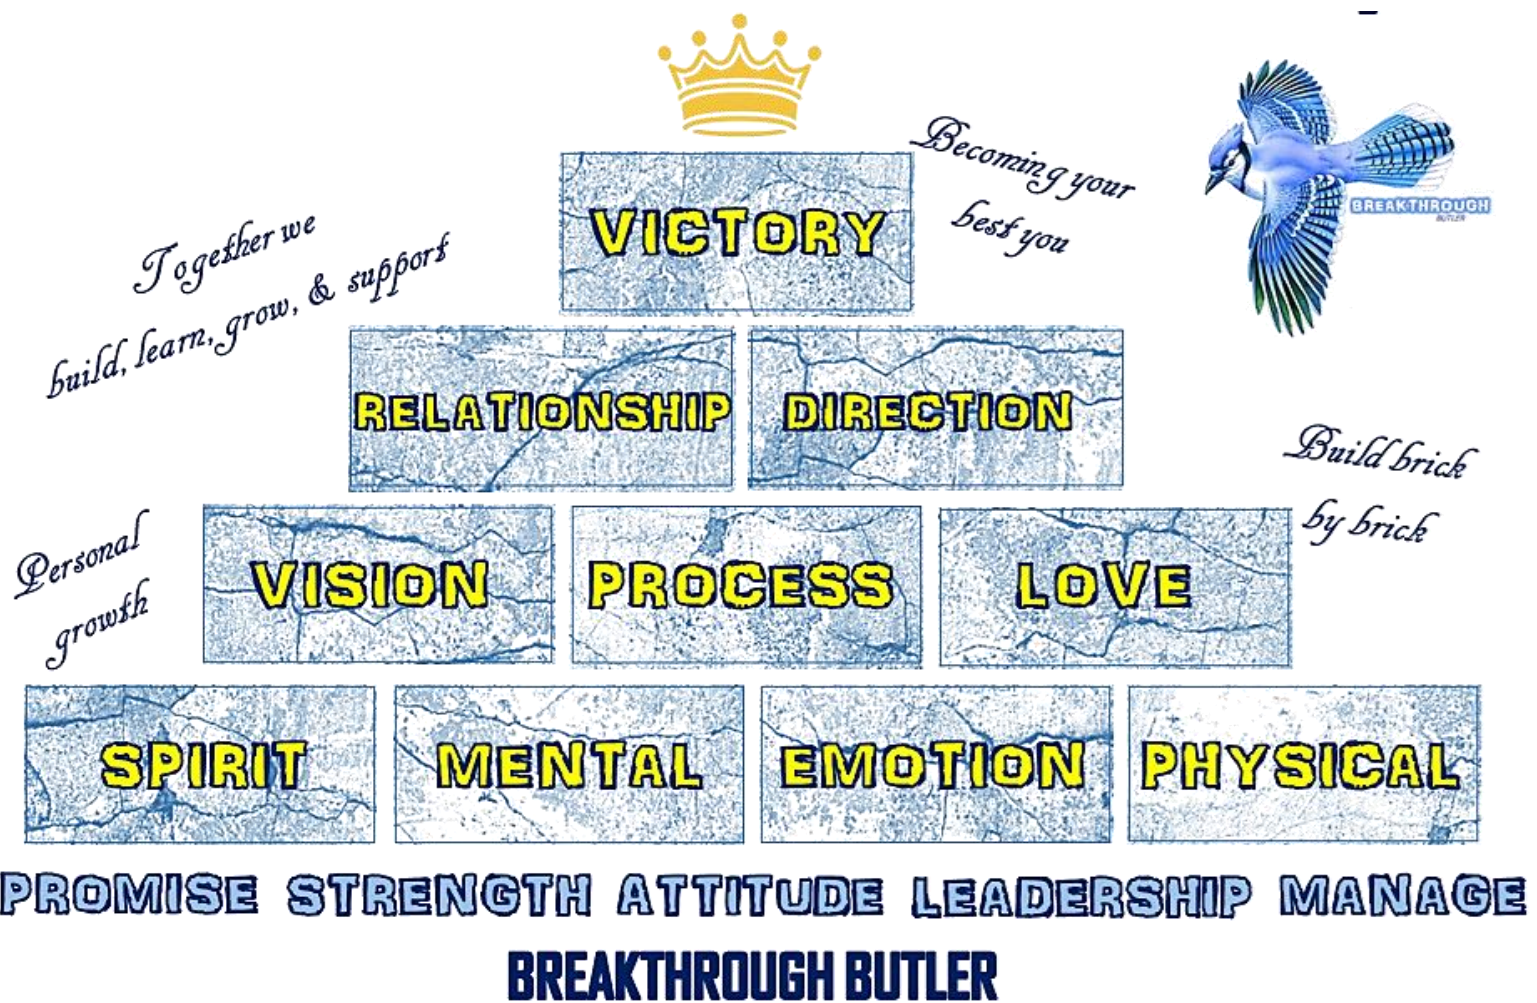 VICTORY
Becoming your
best you
BREAKTHROUGH
BUTLER
Together we
build, learn, grow, & support
RELATIONSHIP DIRECTION
Build brick
by brick
Personal
growth
VISION PROCESS LOVE
SPIRIT MENTAL EMOTION PHYSICAL
PROMISE STRENGTH ATTITUDE LEADERSHIP MANAGE
BREAKTHROUGH BUTLER